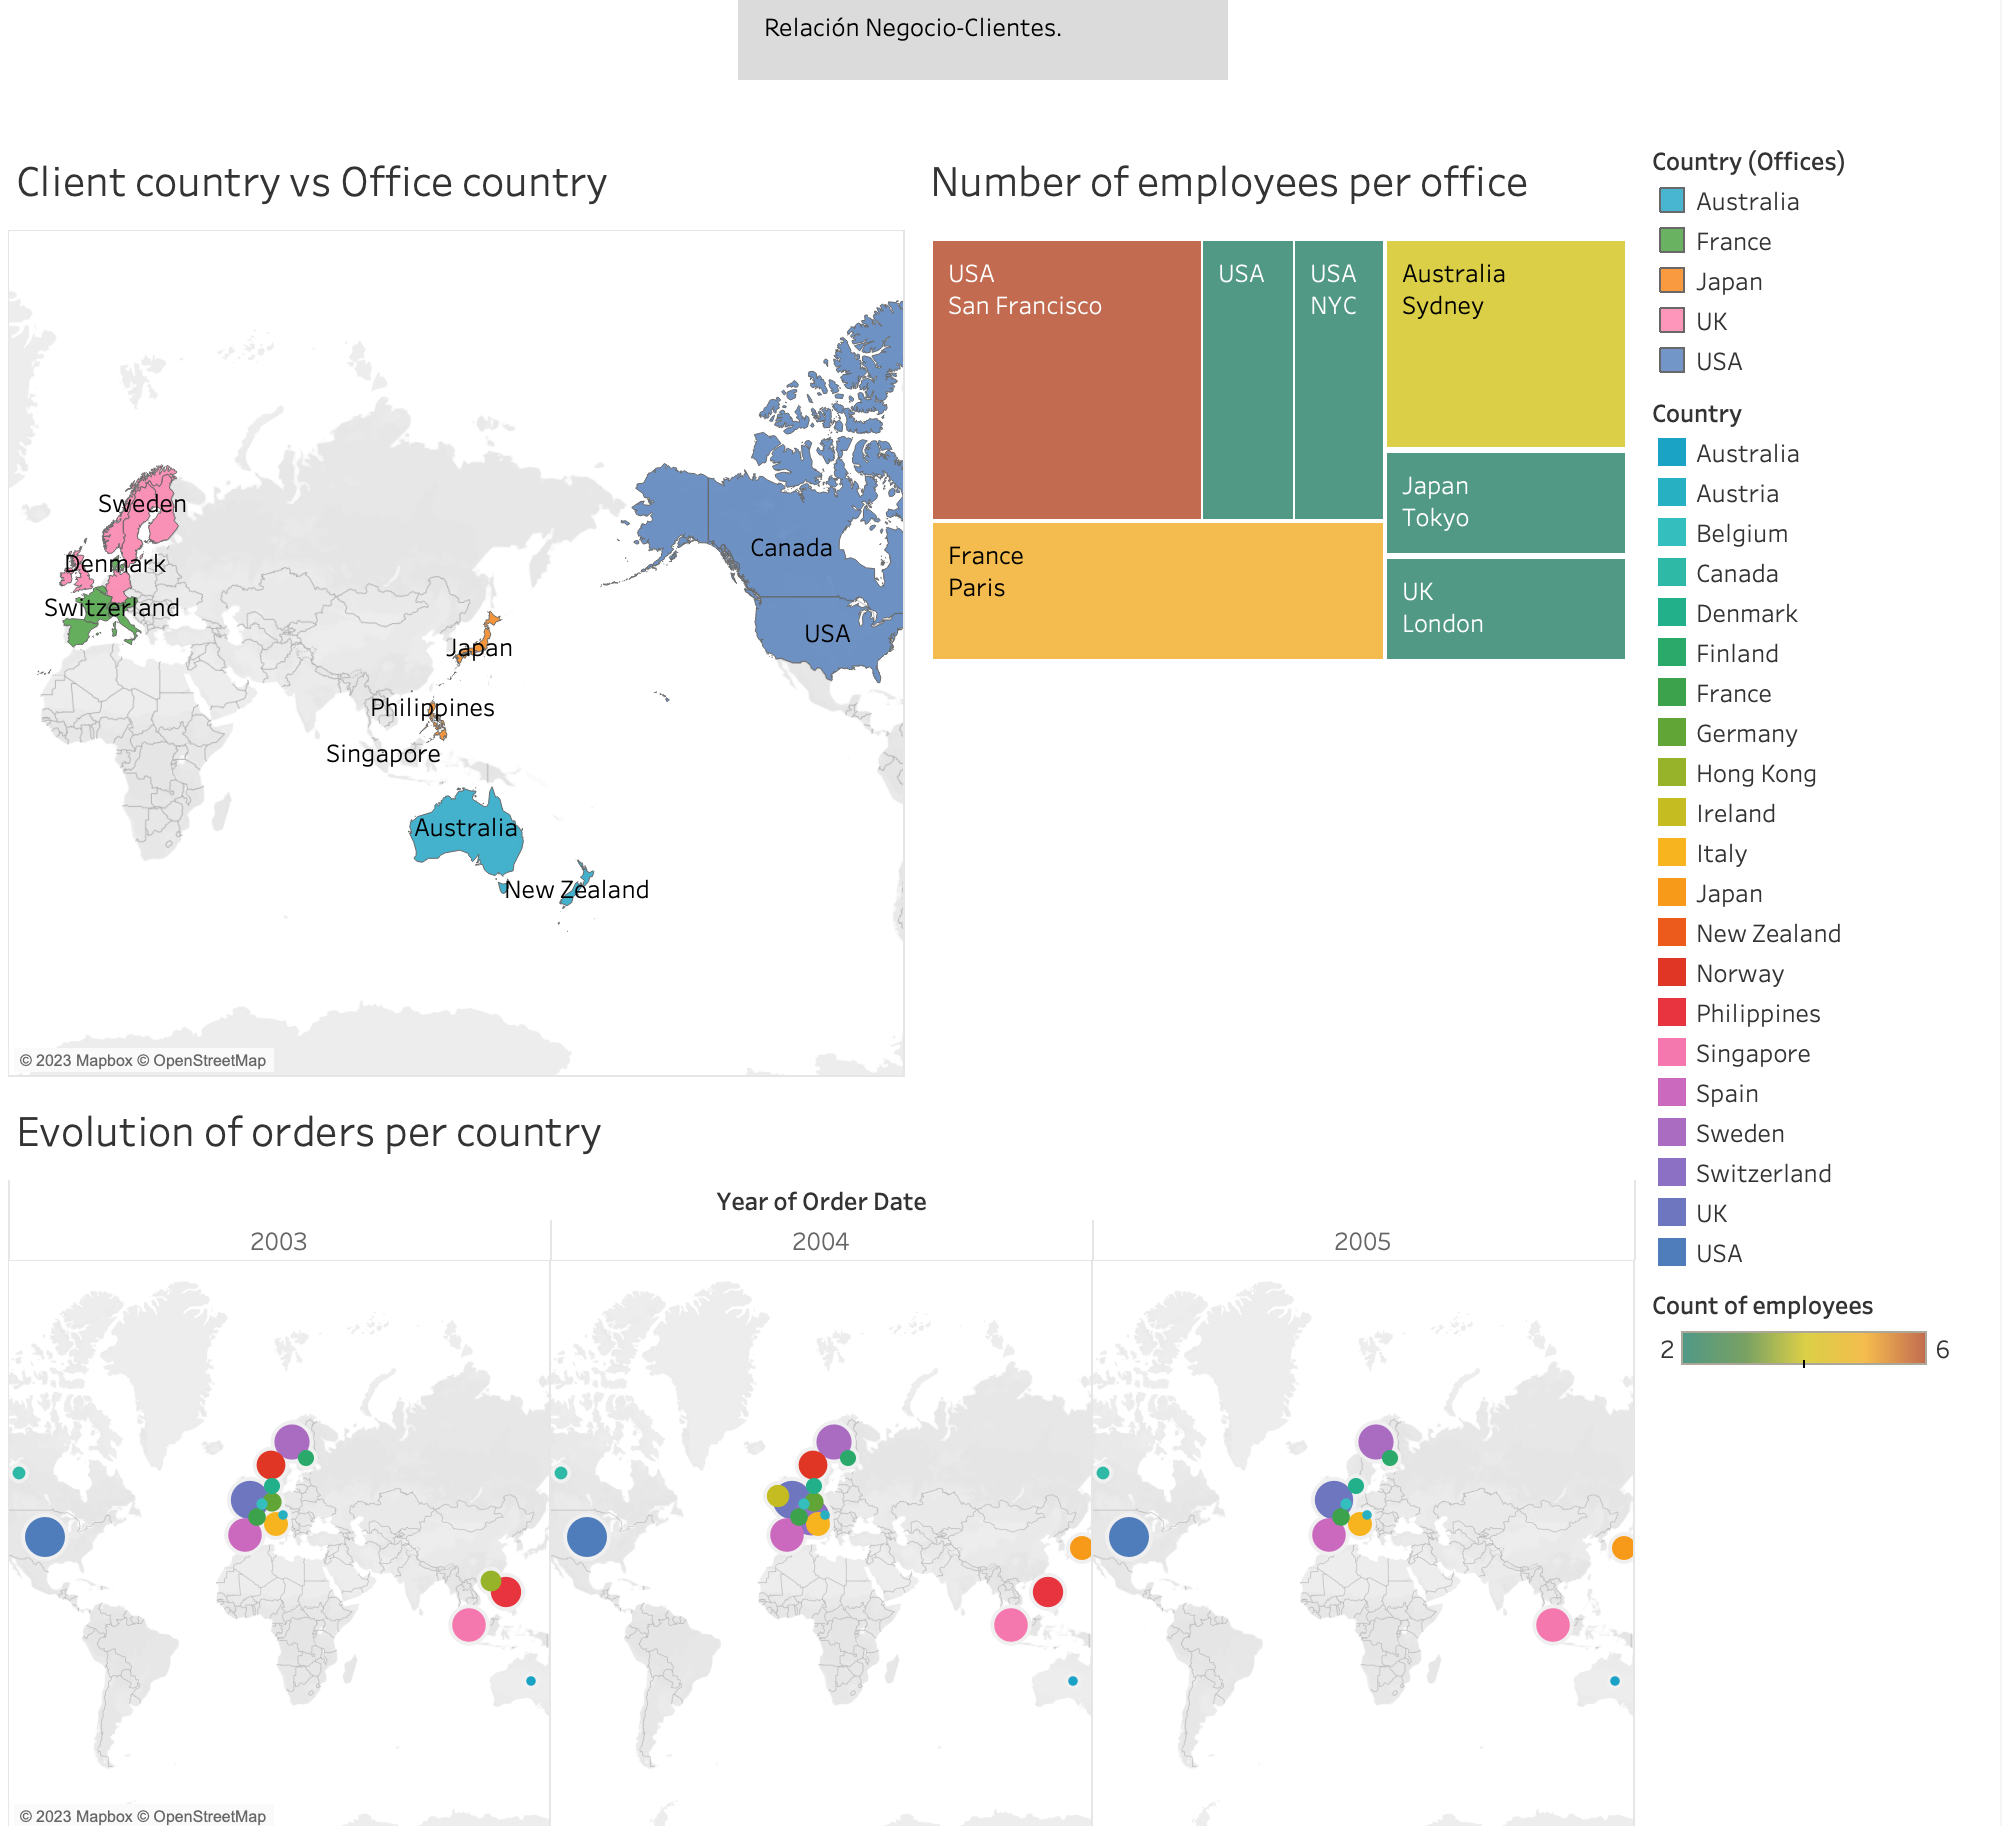 Relación Negocio-Clientes.
Client country vs Office country
Sweden
Denmark
Switzerland
Japan
Philippines
Singapore
Australia
New Zealand
Canada
USA
© 2023 Mapbox © OpenStreetMap
Number of employees per office
USA
San Francisco
USA
USA
NYC
Australia
Sydney
Japan
Tokyo
UK
London
France
Paris
Evolution of orders per country
Year of Order Date
2003
2004
2005
© 2023 Mapbox © OpenStreetMap
Country (Offices)
Australia
France
Japan
UK
USA
Country
Australia
Austria
Belgium
Canada
Denmark
Finland
France
Germany
Hong Kong
Ireland
Italy
Japan
New Zealand
Norway
Philippines
Singapore
Spain
Sweden
Switzerland
UK
USA
Count of employees
2
6